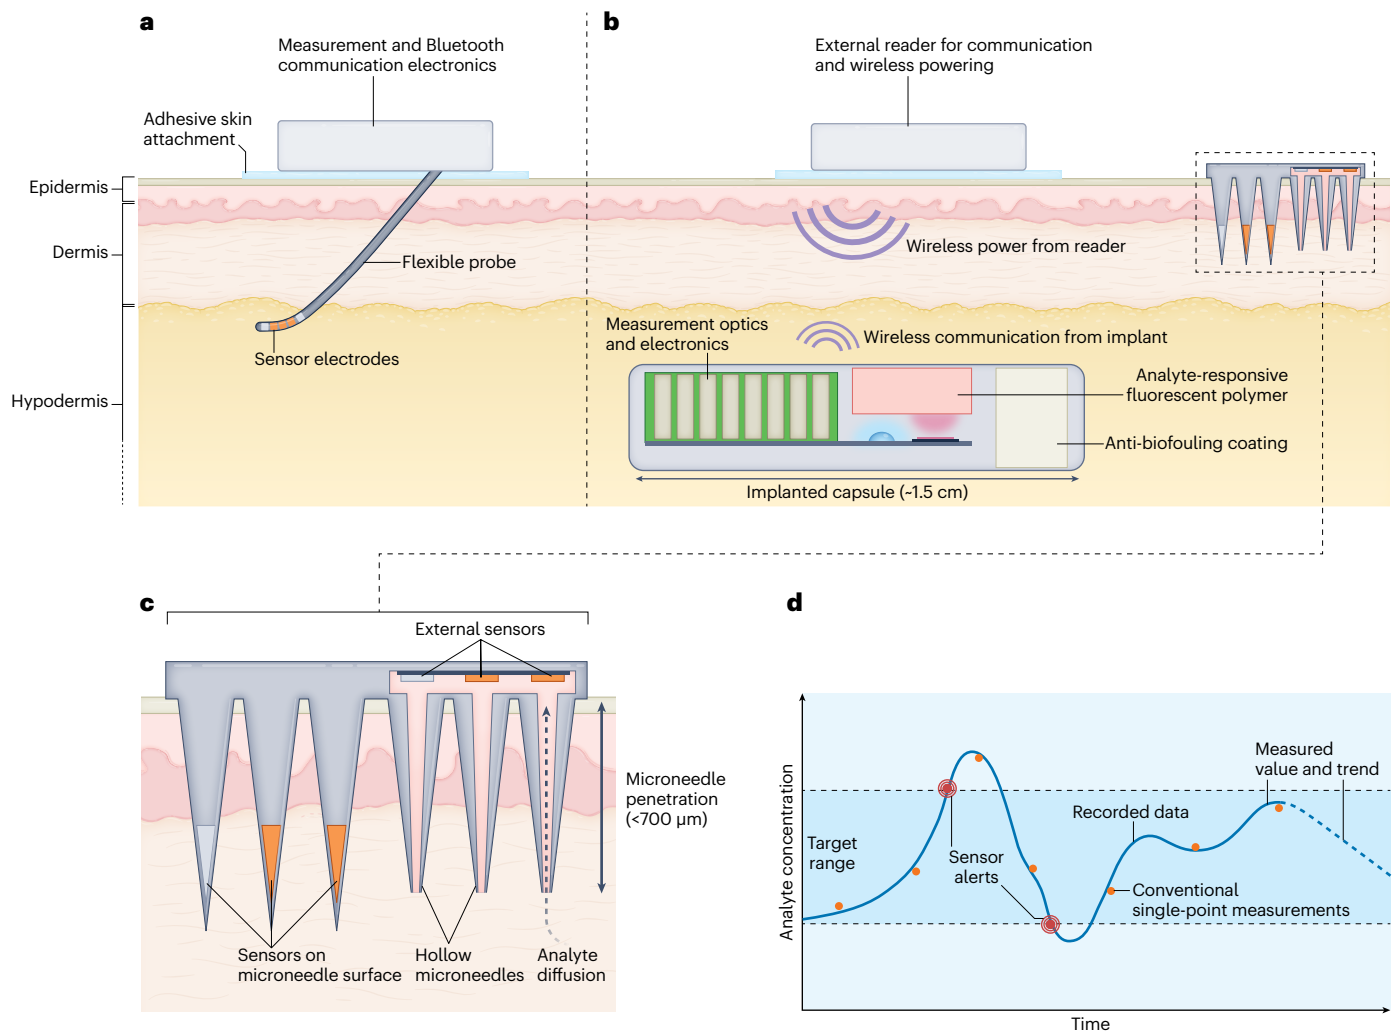 a
Measurement and Bluetooth
communication electronics
Adhesive skin
attachment
Epidermis
Dermis
Hypodermis
Flexible probe
Sensor electrodes
b
External reader for communication
and wireless powering
Wireless power from reader
Measurement optics
and electronics
Wireless communication from implant
Analyte-responsive
fluorescent polymer
Anti-biofouling coating
Implanted capsule (~1.5 cm)
c
External sensors
Microneedle
penetration
(<700 µm)
Sensors on
microneedle surface
Hollow
microneedles
Analyte
diffusion
d
Analyte concentration
Target
range
Sensor
alerts
Recorded data
Measured
value and trend
Conventional
single-point measurements
Time